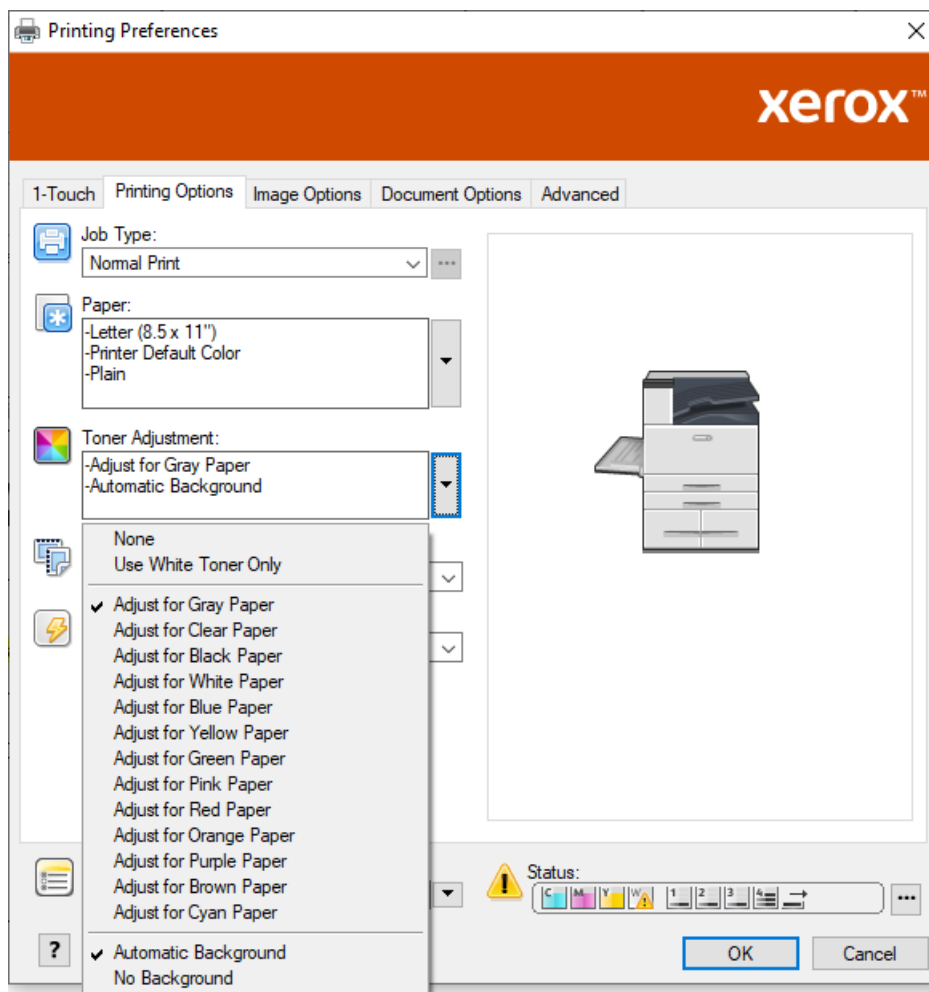 Printing Preferences
xerox™
1-Touch
Printing Options
Image Options
Document Options
Advanced
Job Type:
Normal Print
Paper:
-Letter (8.5 x 11")
-Printer Default Color
-Plain
Toner Adjustment:
-Adjust for Gray Paper
-Automatic Background
None
Use White Toner Only
Adjust for Gray Paper
Adjust for Clear Paper
Adjust for Black Paper
Adjust for White Paper
Adjust for Blue Paper
Adjust for Yellow Paper
Adjust for Green Paper
Adjust for Pink Paper
Adjust for Red Paper
Adjust for Orange Paper
Adjust for Purple Paper
Adjust for Brown Paper
Adjust for Cyan Paper
Automatic Background
No Background
Status:
C M Y W 1 2 3 4
?
OK
Cancel